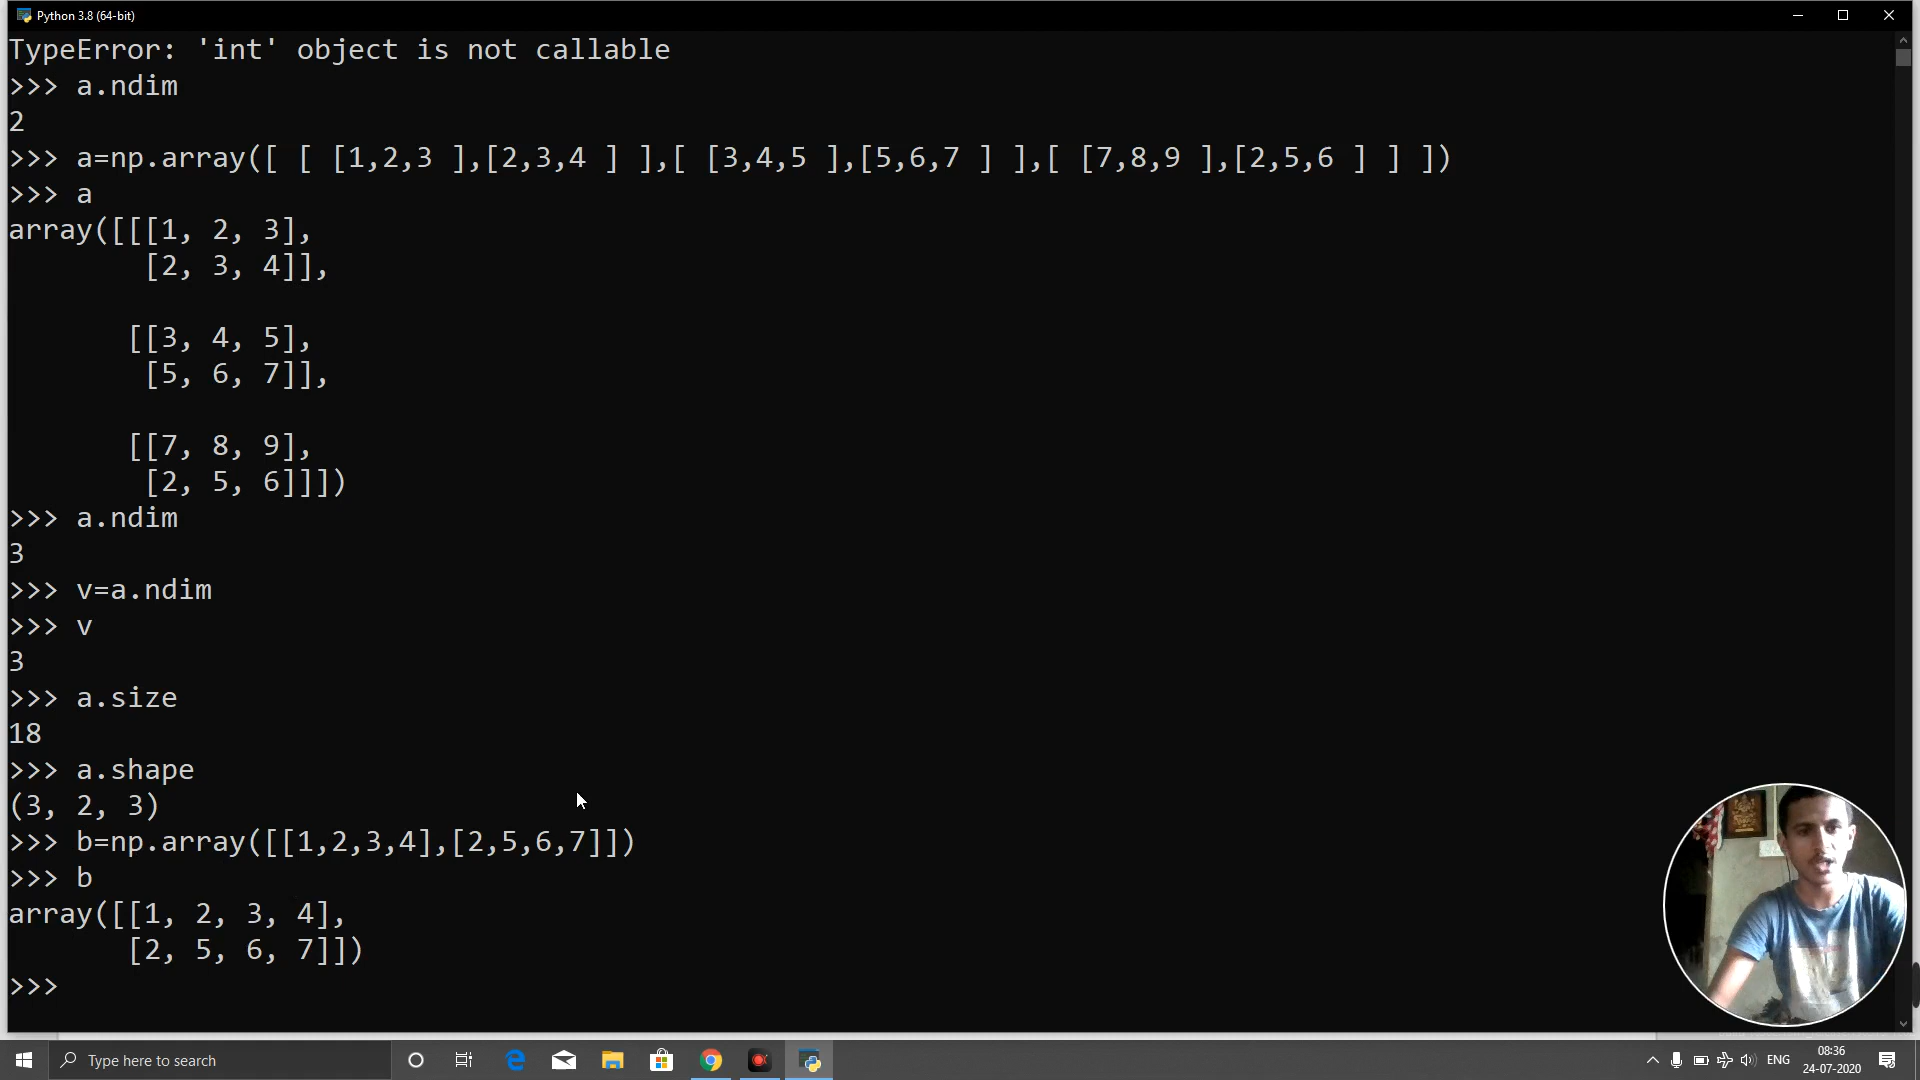 Python 3.8 (64-bit)
TypeError: 'int' object is not callable
>>> a.ndim
2
>>> a=np.array([ [ [1,2,3 ],[2,3,4 ] ],[ [3,4,5 ],[5,6,7 ] ],[ [7,8,9 ],[2,5,6 ] ] ])
>>> a
array([[[1, 2, 3],
        [2, 3, 4]],

       [[3, 4, 5],
        [5, 6, 7]],

       [[7, 8, 9],
        [2, 5, 6]]])
>>> a.ndim
3
>>> v=a.ndim
>>> v
3
>>> a.size
18
>>> a.shape
(3, 2, 3)
>>> b=np.array([[1,2,3,4],[2,5,6,7]])
>>> b
array([[1, 2, 3, 4],
       [2, 5, 6, 7]])
>>>
Type here to search
ENG
08:36
24-07-2020